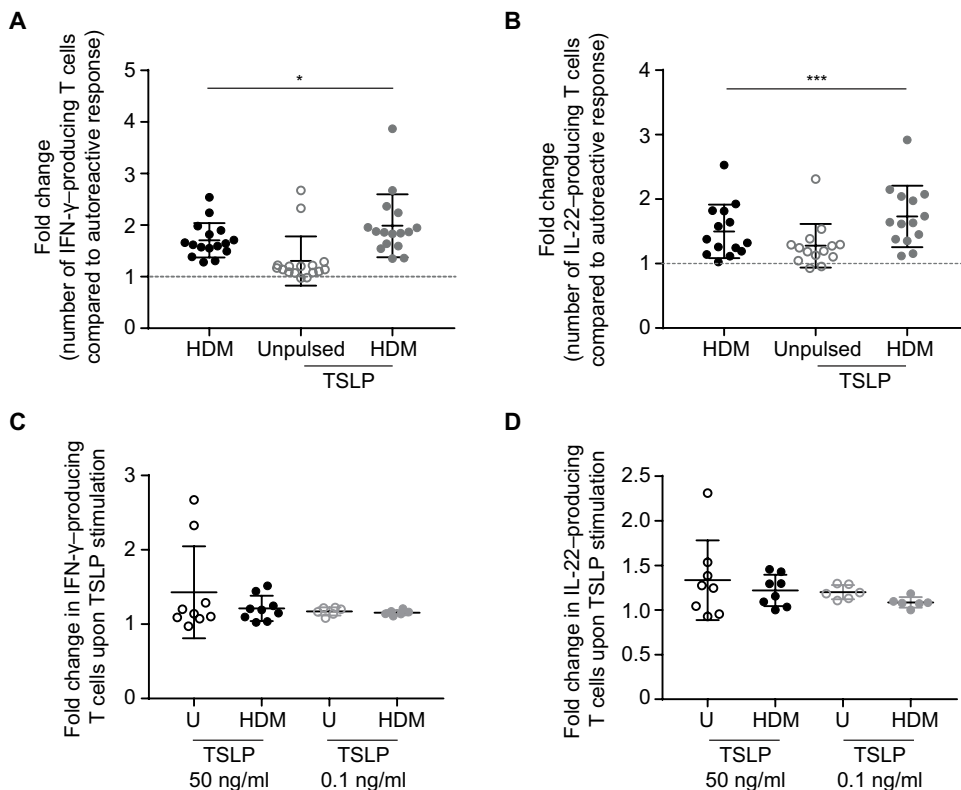 A
Fold change
(number of IFN-γ–producing T cells
compared to autoreactive response)
5
4
3
2
1
0
*
HDM
Unpulsed
HDM
TSLP
B
Fold change
(number of IL-22–producing T cells
compared to autoreactive response)
4
3
2
1
0
***
HDM
Unpulsed
HDM
TSLP
C
Fold change in IFN-γ–producing
T cells upon TSLP stimulation
3
2
1
0
U
HDM
U
HDM
TSLP
50 ng/ml
TSLP
0.1 ng/ml
D
Fold change in IL-22–producing
T cells upon TSLP stimulation
2.5
2.0
1.5
1.0
0.5
0
U
HDM
U
HDM
TSLP
50 ng/ml
TSLP
0.1 ng/ml